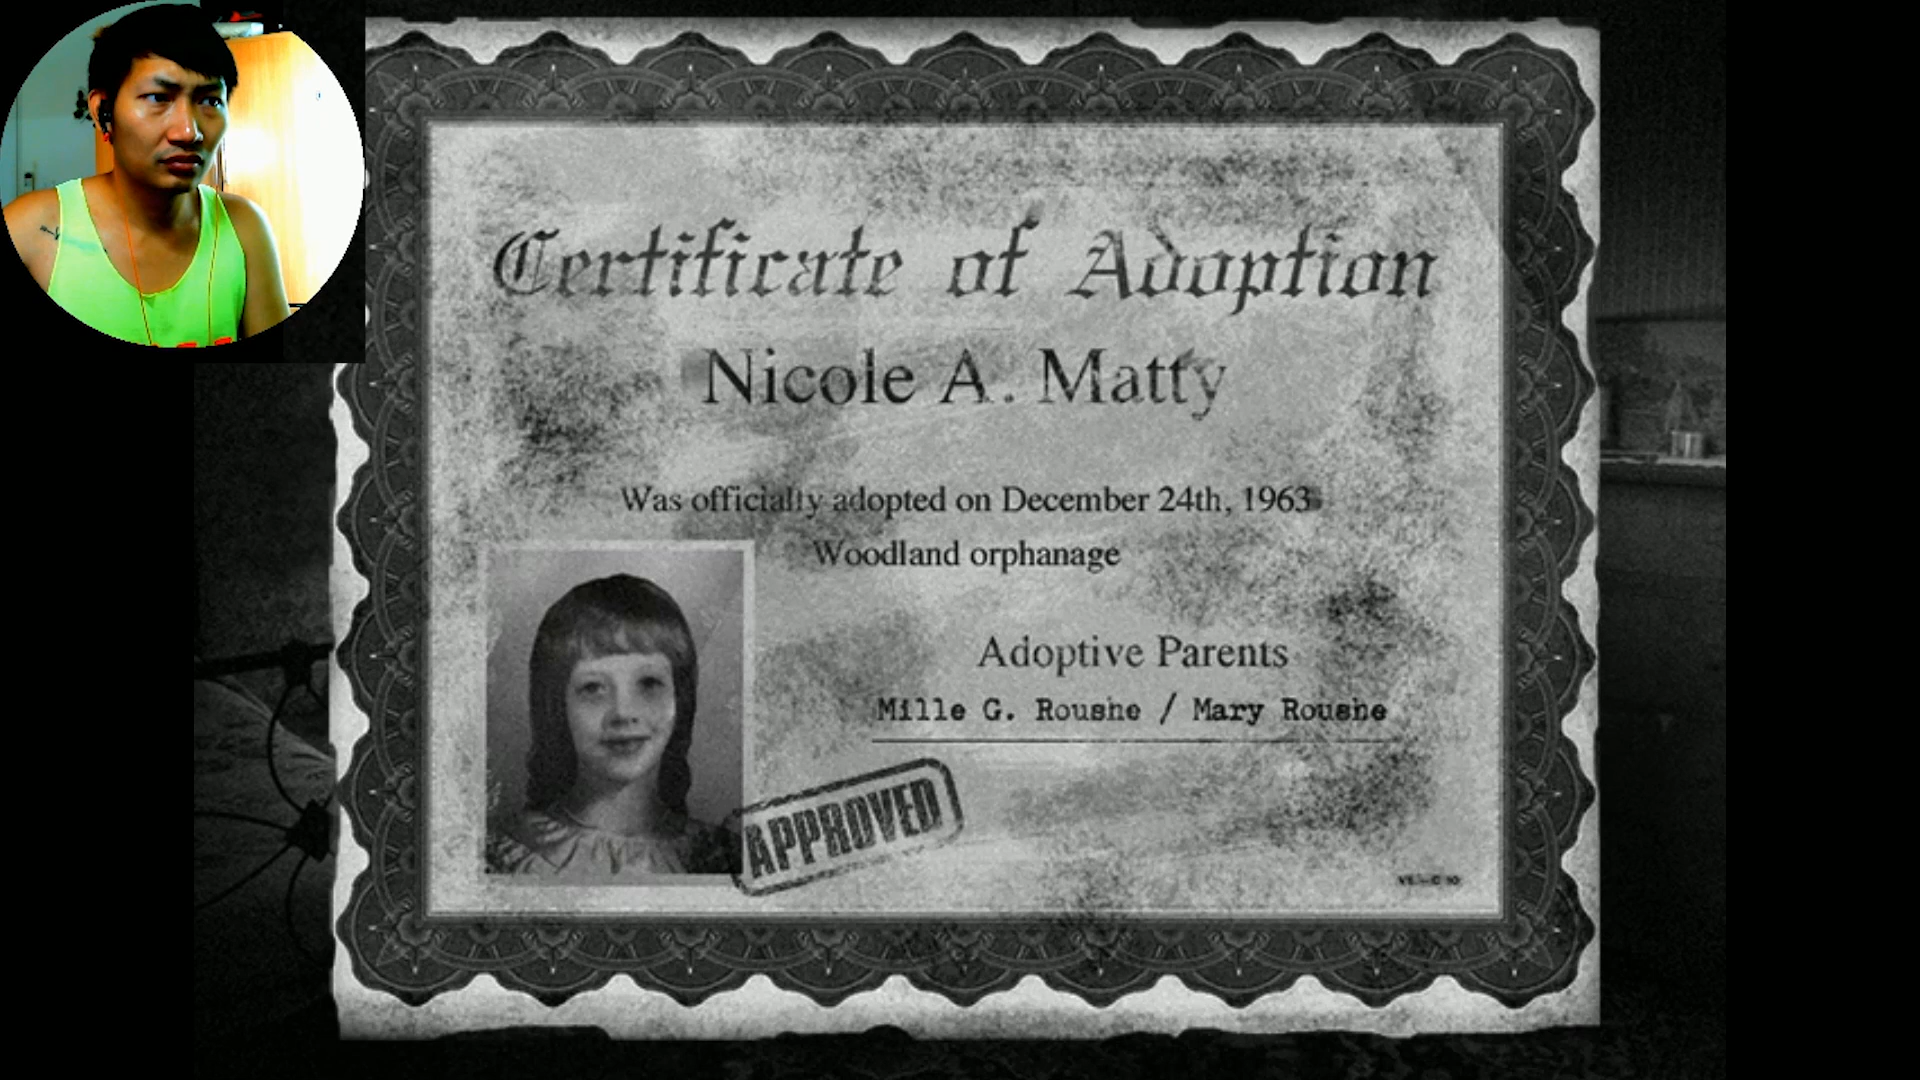 Certificate of Adoption
Nicole A. Matty
Was officially adopted on December 24th, 1963
Woodland orphanage
Adoptive Parents
Mille G. Roushe / Mary Roushe
APPROVED